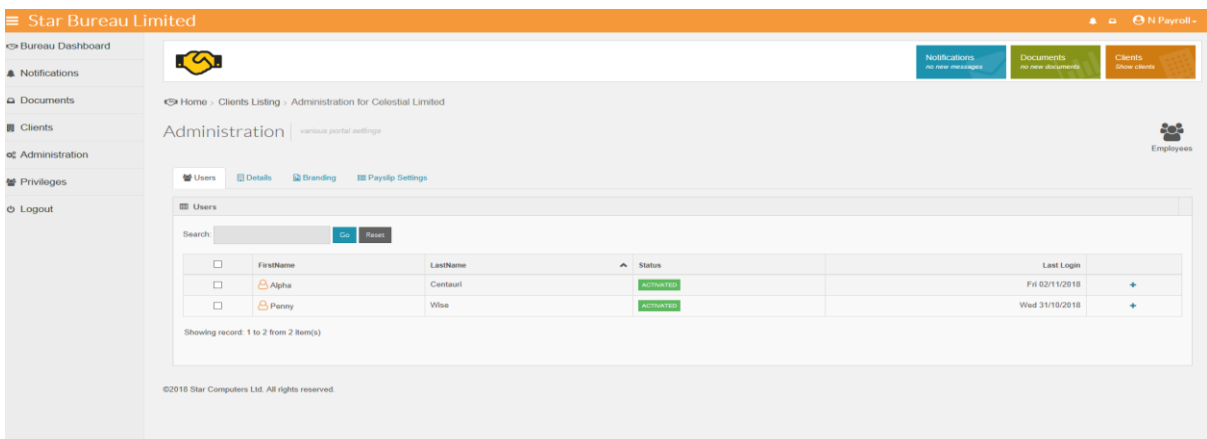 Star Bureau Limited
N Payroll
Bureau Dashboard
Notifications
Documents
Clients
Administration
Privileges
Logout
Notifications
no new messages
Documents
no new documents
Clients
Show clients
Home > Clients Listing > Administration for Celestial Limited
Administration various portal settings
Employees
Users Details Branding Payslip Settings
Users
Search: Go Reset
FirstName LastName Status Last Login
Alpha Centauri ACTIVATED Fri 02/11/2018 +
Penny Wise ACTIVATED Wed 31/10/2018 +
Showing record: 1 to 2 from 2 item(s)
©2018 Star Computers Ltd. All rights reserved.